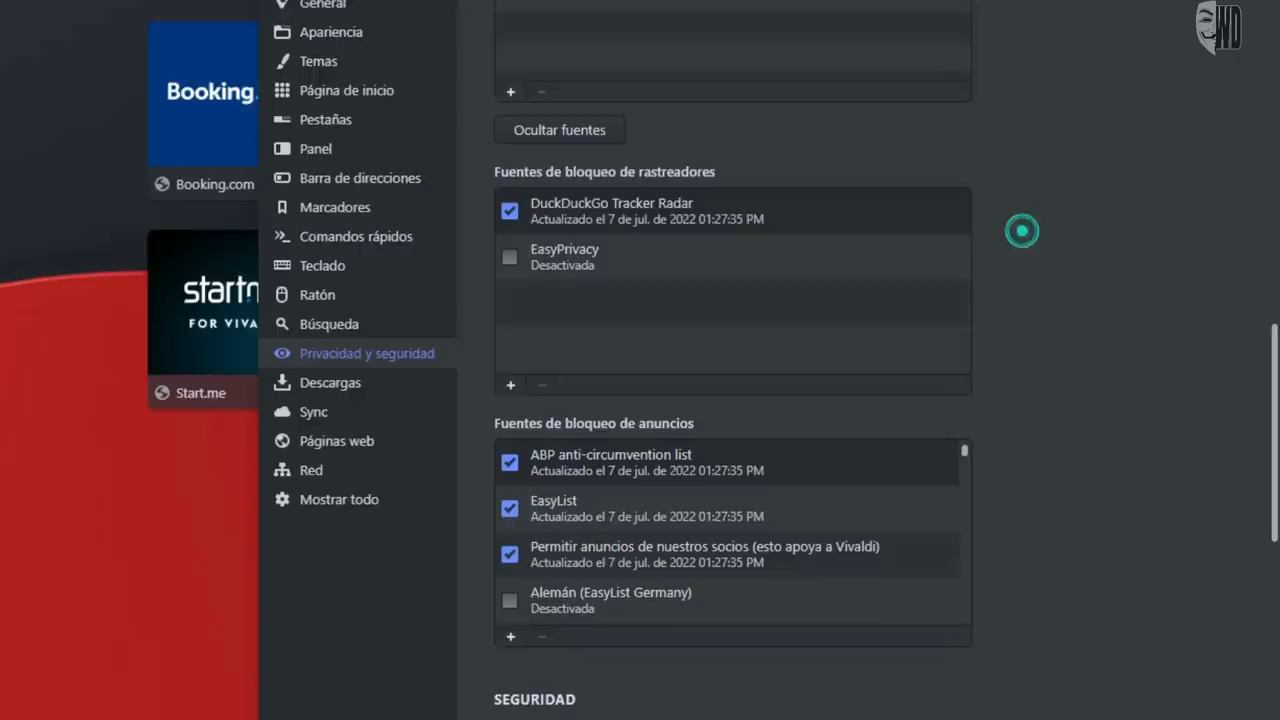 WD
Booking.
Booking.com
startm
FOR VIVA
Start.me
General
Apariencia
Temas
Página de inicio
Pestañas
Panel
Barra de direcciones
Marcadores
Comandos rápidos
Teclado
Ratón
Búsqueda
Privacidad y seguridad
Descargas
Sync
Páginas web
Red
Mostrar todo
Ocultar fuentes
Fuentes de bloqueo de rastreadores
DuckDuckGo Tracker Radar
Actualizado el 7 de jul. de 2022 01:27:35 PM
EasyPrivacy
Desactivada
Fuentes de bloqueo de anuncios
ABP anti-circumvention list
Actualizado el 7 de jul. de 2022 01:27:35 PM
EasyList
Actualizado el 7 de jul. de 2022 01:27:35 PM
Permitir anuncios de nuestros socios (esto apoya a Vivaldi)
Actualizado el 7 de jul. de 2022 01:27:35 PM
Alemán (EasyList Germany)
Desactivada
SEGURIDAD